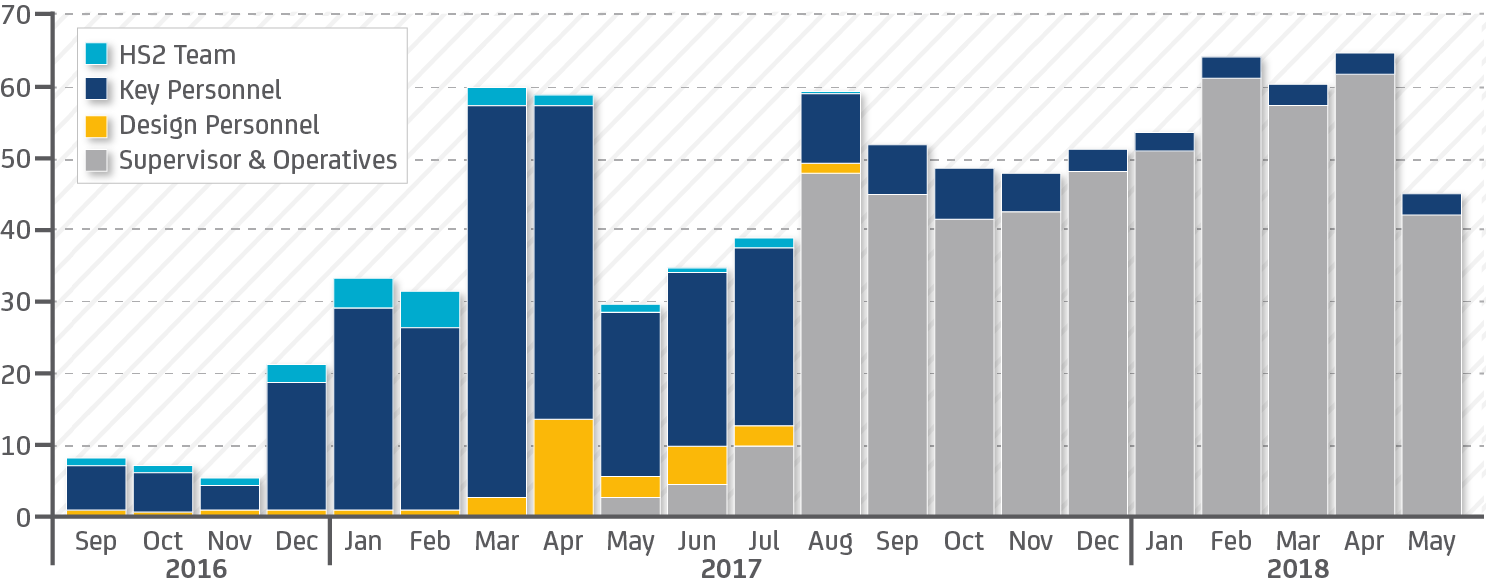 70
60
50
40
30
20
10
0
HS2 Team
Key Personnel
Design Personnel
Supervisor & Operatives
Sep Oct Nov Dec Jan Feb Mar Apr May Jun Jul Aug Sep Oct Nov Dec Jan Feb Mar Apr May
2016 2017 2018